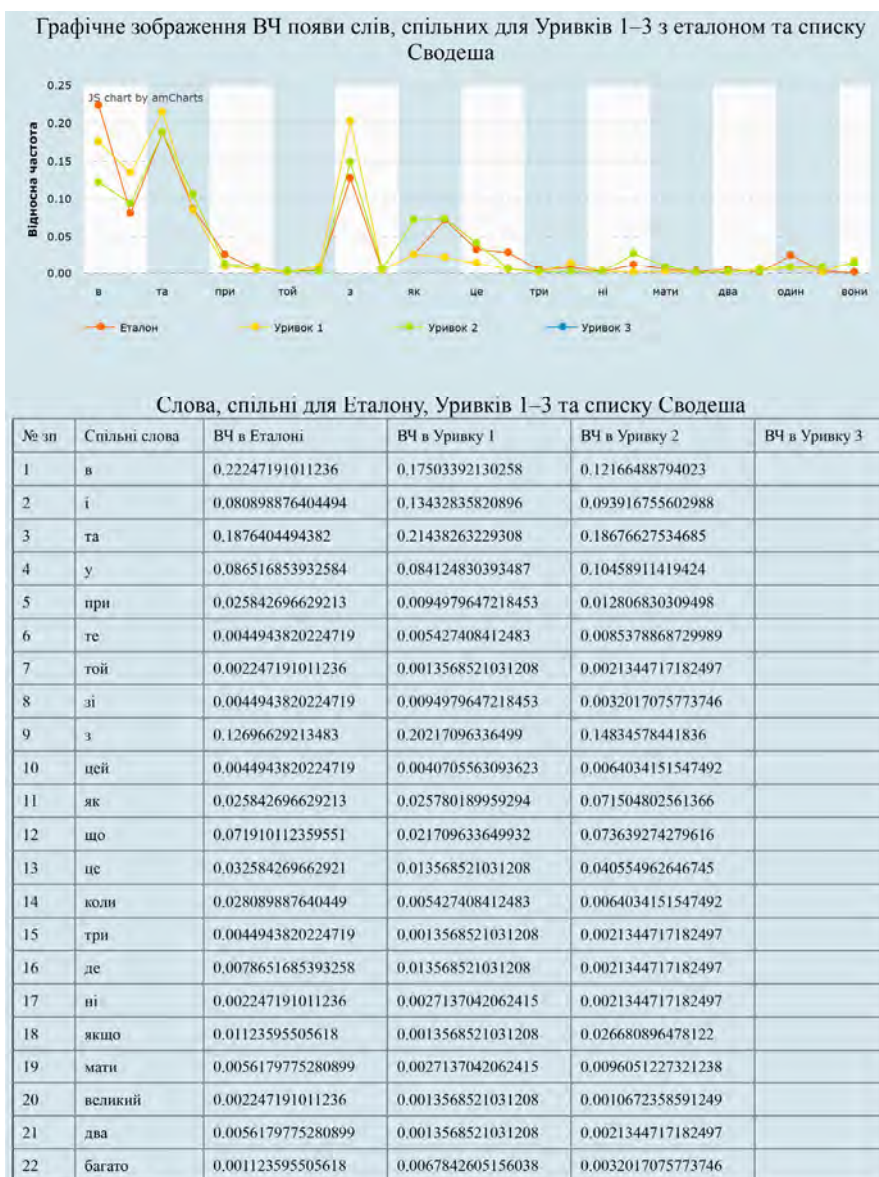 Графічне зображення ВЧ появи слів, спільних для Уривків 1–3 з еталоном та списку
Сводеша
JS chart by amCharts
Відносна частота
0.25
0.20
0.15
0.10
0.05
0.00
в та при той з як це три ні мати два один вони
Еталон Уривок 1 Уривок 2 Уривок 3
Слова, спільні для Еталону, Уривків 1–3 та списку Сводеша
№ зп Спільні слова ВЧ в Еталоні ВЧ в Уривку 1 ВЧ в Уривку 2 ВЧ в Уривку 3
1 в 0.22247191011236 0.17503392130258 0.12166488794023
2 і 0.080898876404494 0.13432835820896 0.093916755602988
3 та 0.1876404494382 0.21438263229308 0.18676627534685
4 у 0.086516853932584 0.084124830393487 0.10458911419424
5 при 0.025842696629213 0.0094979647218453 0.012806830309498
6 те 0.0044943820224719 0.005427408412483 0.0085378868729989
7 той 0.002247191011236 0.0013568521031208 0.0021344717182497
8 зі 0.0044943820224719 0.0094979647218453 0.0032017075773746
9 з 0.12696629213483 0.20217096336499 0.14834578441836
10 цей 0.0044943820224719 0.0040705563093623 0.0064034151547492
11 як 0.025842696629213 0.025780189959294 0.071504802561366
12 що 0.071910112359551 0.021709633649932 0.073639274279616
13 це 0.032584269662921 0.013568521031208 0.040554962646745
14 коли 0.028089887640449 0.005427408412483 0.0064034151547492
15 три 0.0044943820224719 0.0013568521031208 0.0021344717182497
16 де 0.0078651685393258 0.013568521031208 0.0021344717182497
17 ні 0.002247191011236 0.0027137042062415 0.0021344717182497
18 якщо 0.01123595505618 0.0013568521031208 0.026680896478122
19 мати 0.0056179775280899 0.0027137042062415 0.0096051227321238
20 великий 0.002247191011236 0.0013568521031208 0.0010672358591249
21 два 0.0056179775280899 0.0013568521031208 0.0021344717182497
22 багато 0.001123595505618 0.0067842605156038 0.0032017075773746